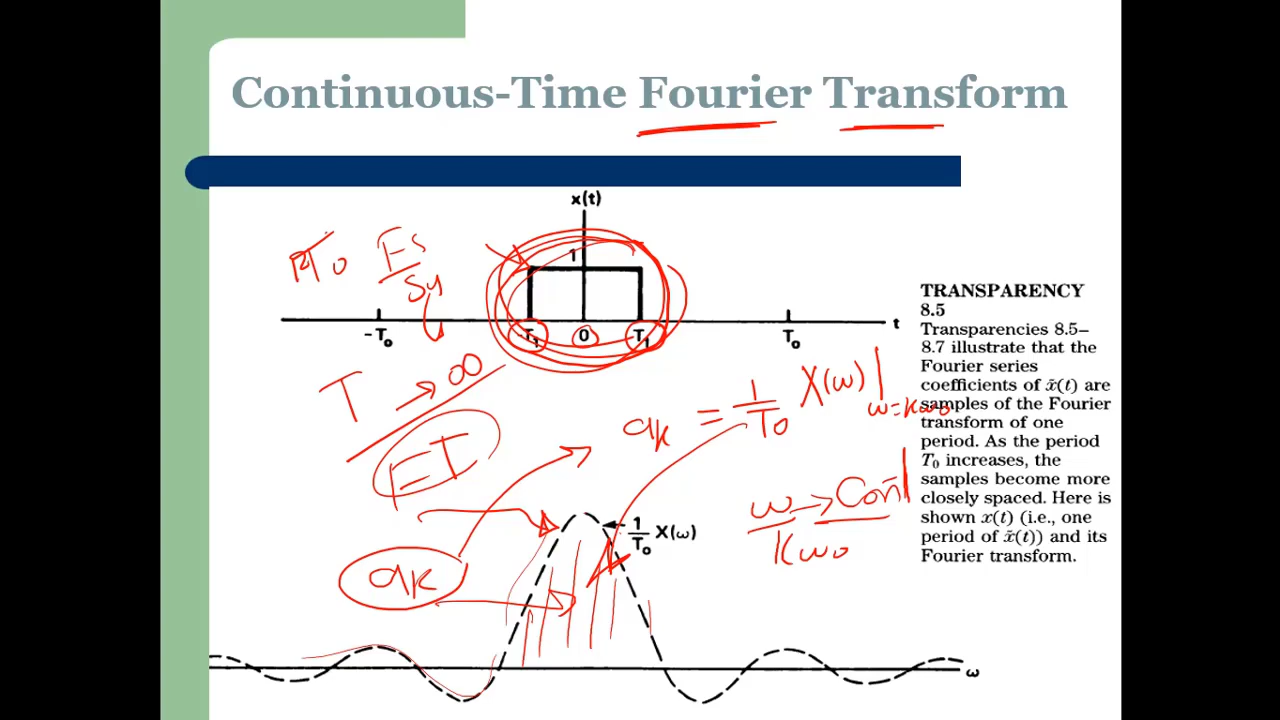 Continuous-Time Fourier Transform
x(t)
1
-T₀ -T₁ 0 T₁ T₀ t
T₀ FS
T → ∞
FT
aₖ = 1/T₀ X(ω)|ω=kω₀
ω → Cont
kω₀
aₖ
1/T₀ X(ω)
ω
TRANSPARENCY
8.5
Transparencies 8.5–
8.7 illustrate that the
Fourier series
coefficients of x̃(t) are
samples of the Fourier
transform of one
period. As the period
T₀ increases, the
samples become more
closely spaced. Here is
shown x(t) (i.e., one
period of x̃(t)) and its
Fourier transform.